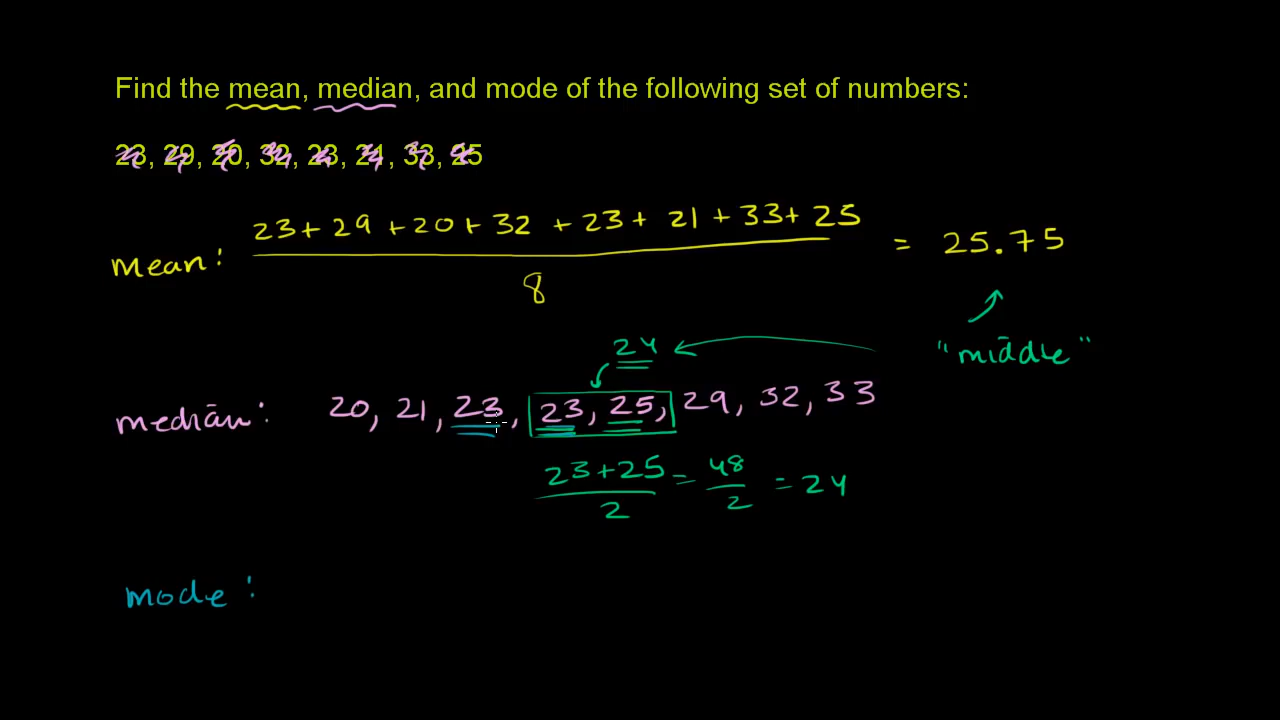 Find the mean, median, and mode of the following set of numbers:
23, 29, 20, 32, 23, 21, 33, 25
mean: 23+ 29 +20+ 32 + 23+ 21 + 33+ 25
8
= 25.75
"middle"
24
median: 20, 21, 23, 23, 25, 29, 32, 33
23+25
2
= 48
2
= 24
mode: